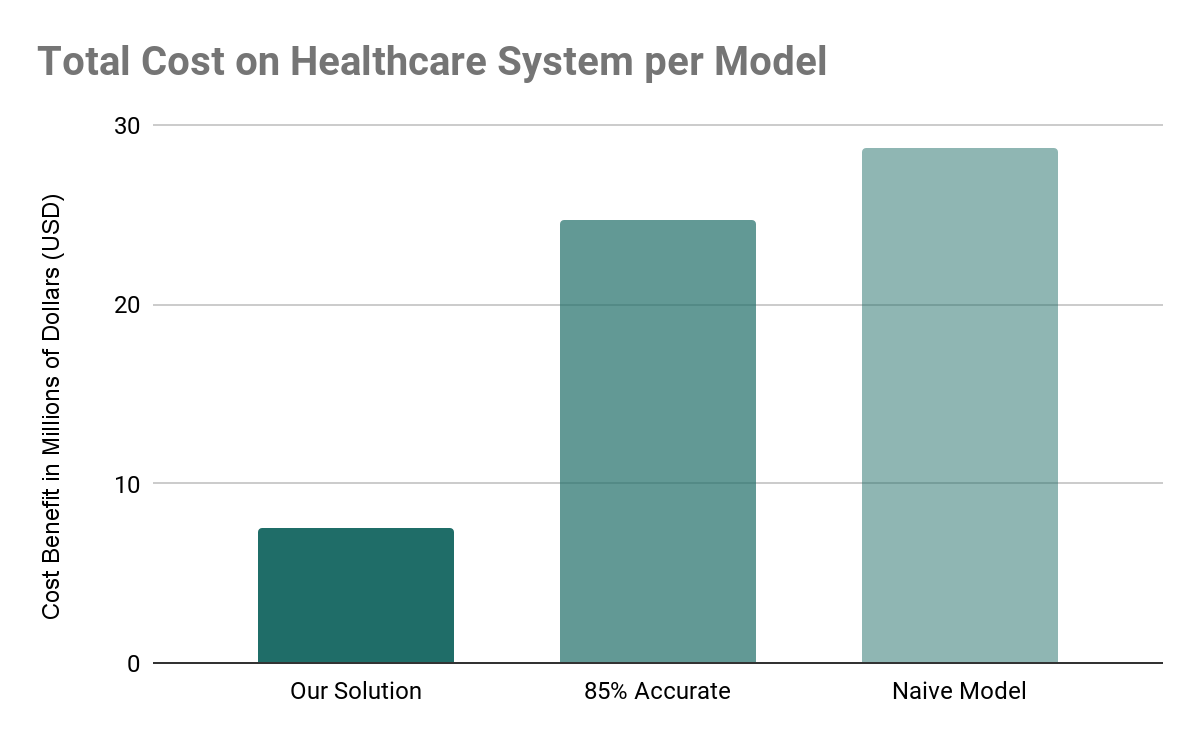 Total Cost on Healthcare System per Model
Cost Benefit in Millions of Dollars (USD)
30
20
10
0
Our Solution
85% Accurate
Naive Model